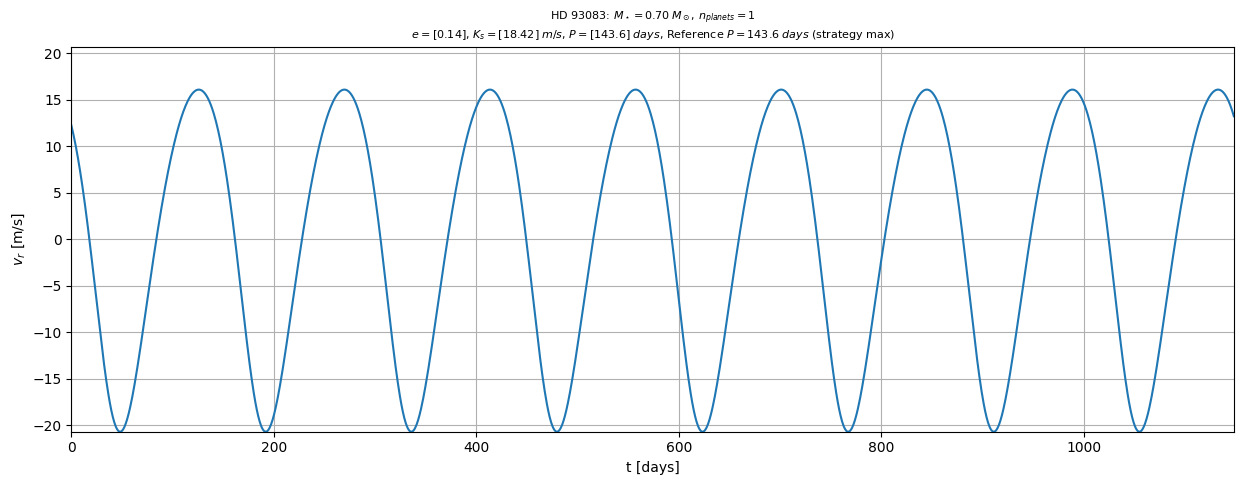 HD 93083: $M_\star = 0.70\ M_\odot$, $n_{planets} = 1$
$e = [0.14]$, $K_s = [18.42]\ m/s$, $P = [143.6]\ days$, Reference $P = 143.6\ days$ (strategy max)
20
15
10
5
0
−5
−10
−15
−20
$v_r$ [m/s]
0 200 400 600 800 1000
t [days]